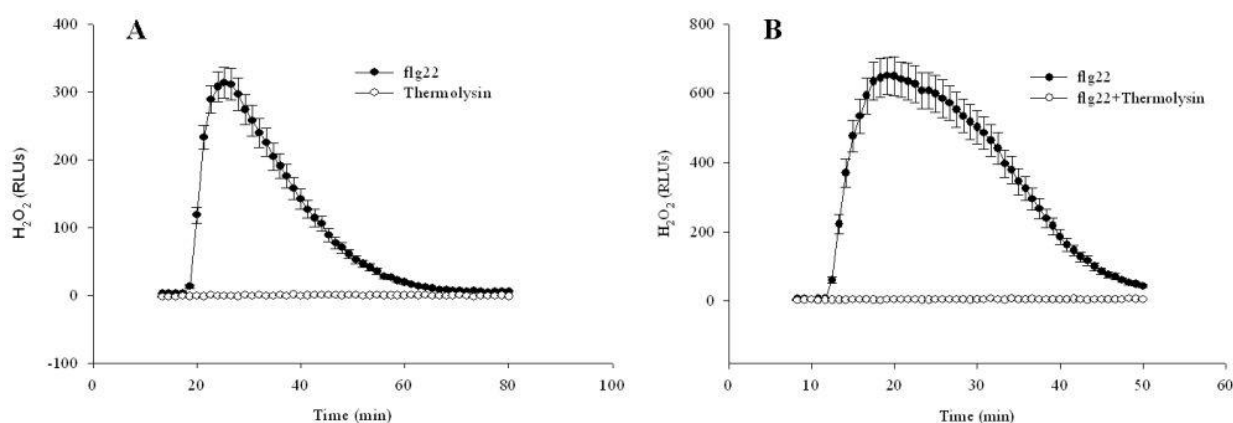 A
400
300
200
100
0
-100
H2O2 (RLUs)
flg22
Thermolysin
0 20 40 60 80 100
Time (min)
B
800
600
400
200
0
H2O2 (RLUs)
flg22
flg22+Thermolysin
0 10 20 30 40 50 60
Time (min)